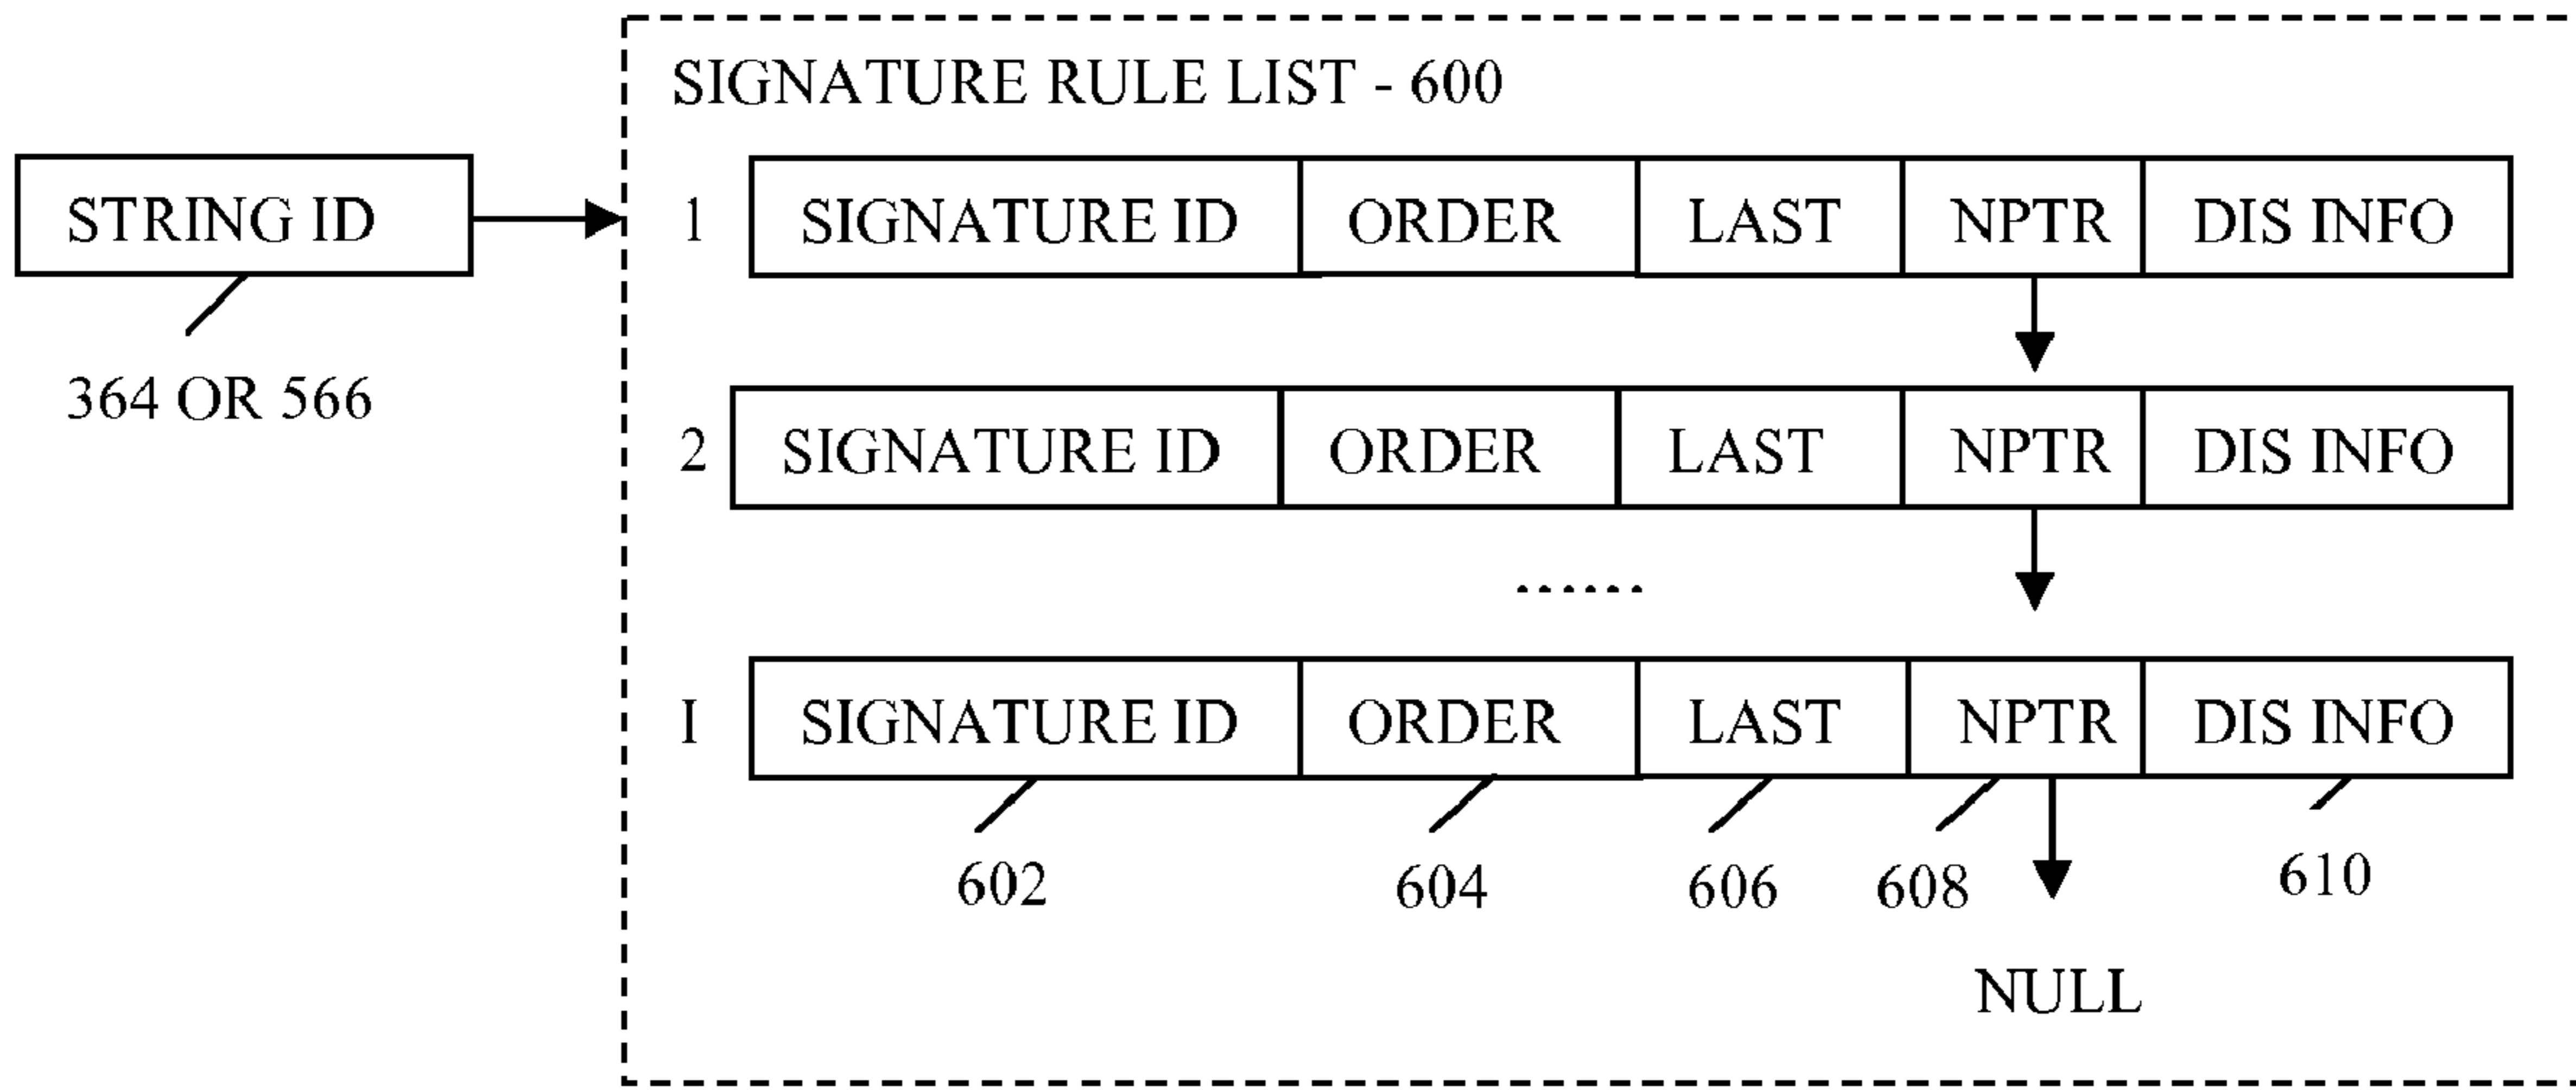 SIGNATURE RULE LIST - 600
STRING ID
364 OR 566
1 SIGNATURE ID ORDER LAST NPTR DIS INFO
2 SIGNATURE ID ORDER LAST NPTR DIS INFO
......
I SIGNATURE ID ORDER LAST NPTR DIS INFO
602 604 606 608 610
NULL